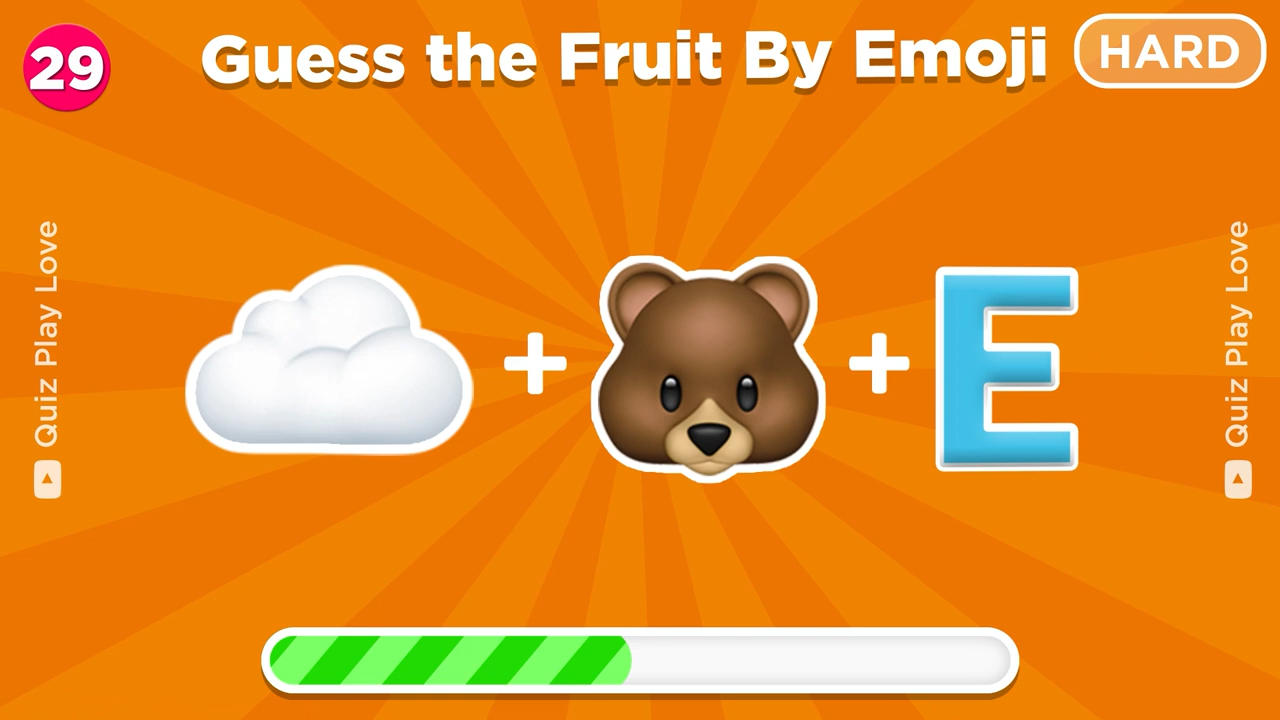 29
Guess the Fruit By Emoji
HARD
Quiz Play Love
+
+
E
Quiz Play Love